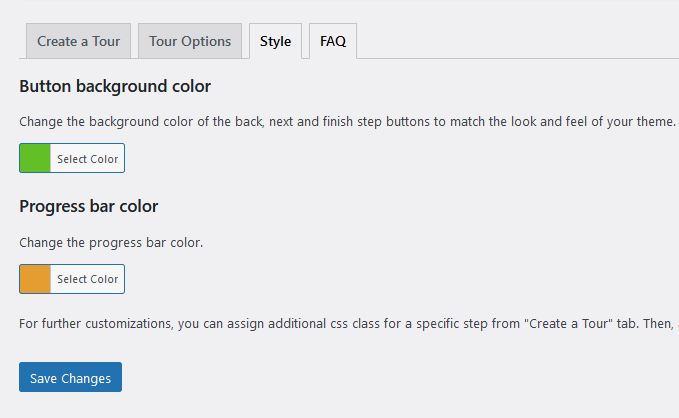 Create a Tour Tour Options Style FAQ
Button background color
Change the background color of the back, next and finish step buttons to match the look and feel of your theme.
Select Color
Progress bar color
Change the progress bar color.
Select Color
For further customizations, you can assign additional css class for a specific step from "Create a Tour" tab. Then,
Save Changes